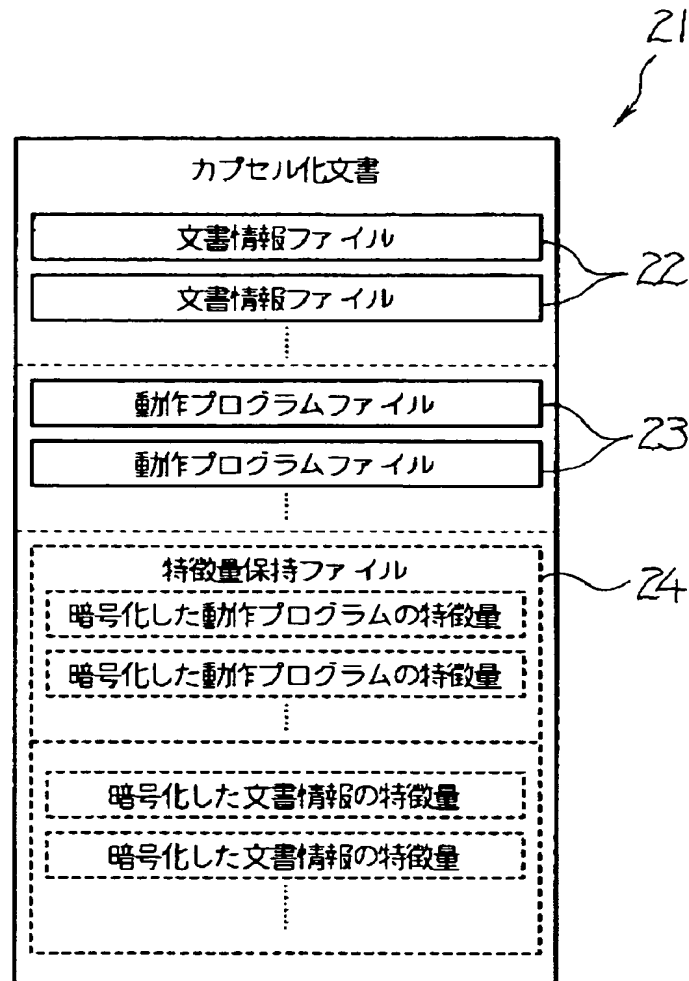 21
カプセル化文書
文書情報ファイル
文書情報ファイル
22
動作プログラムファイル
動作プログラムファイル
23
特徴量保持ファイル
24
暗号化した動作プログラムの特徴量
暗号化した動作プログラムの特徴量
暗号化した文書情報の特徴量
暗号化した文書情報の特徴量